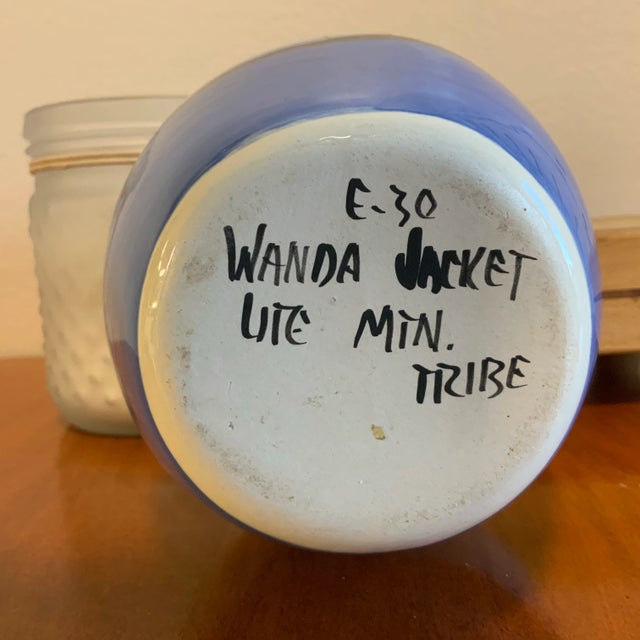 E-30
WANDA JACKET
UTE MTN.
TRIBE